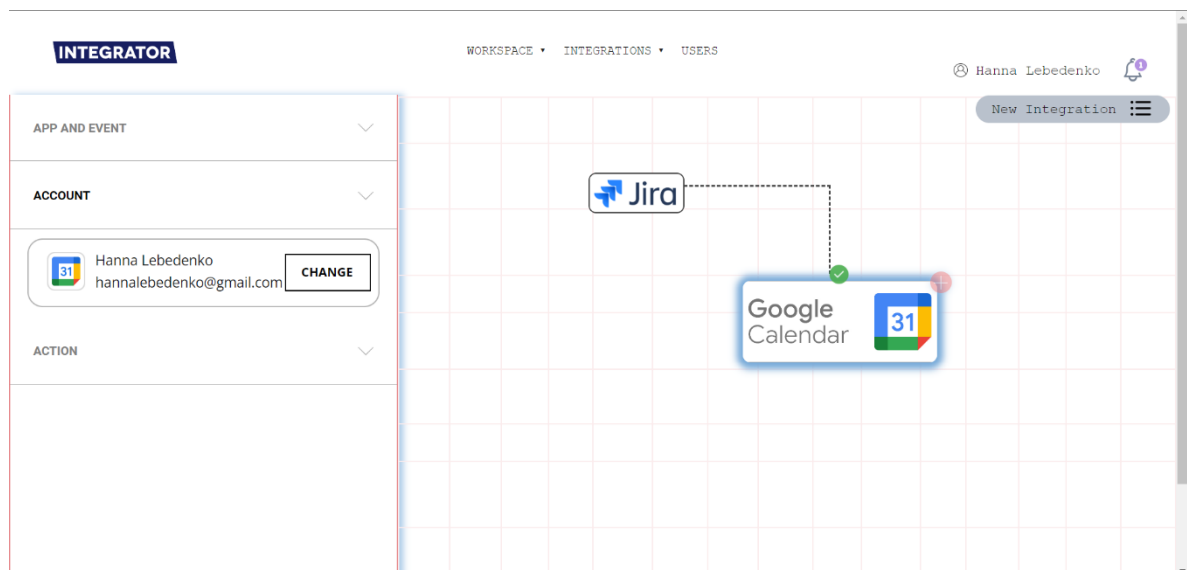 INTEGRATOR
WORKSPACE ▾ INTEGRATIONS ▾ USERS
Hanna Lebedenko
1
New Integration
APP AND EVENT
ACCOUNT
31
Hanna Lebedenko
hannalebedenko@gmail.com
CHANGE
ACTION
Jira
Google
Calendar
31